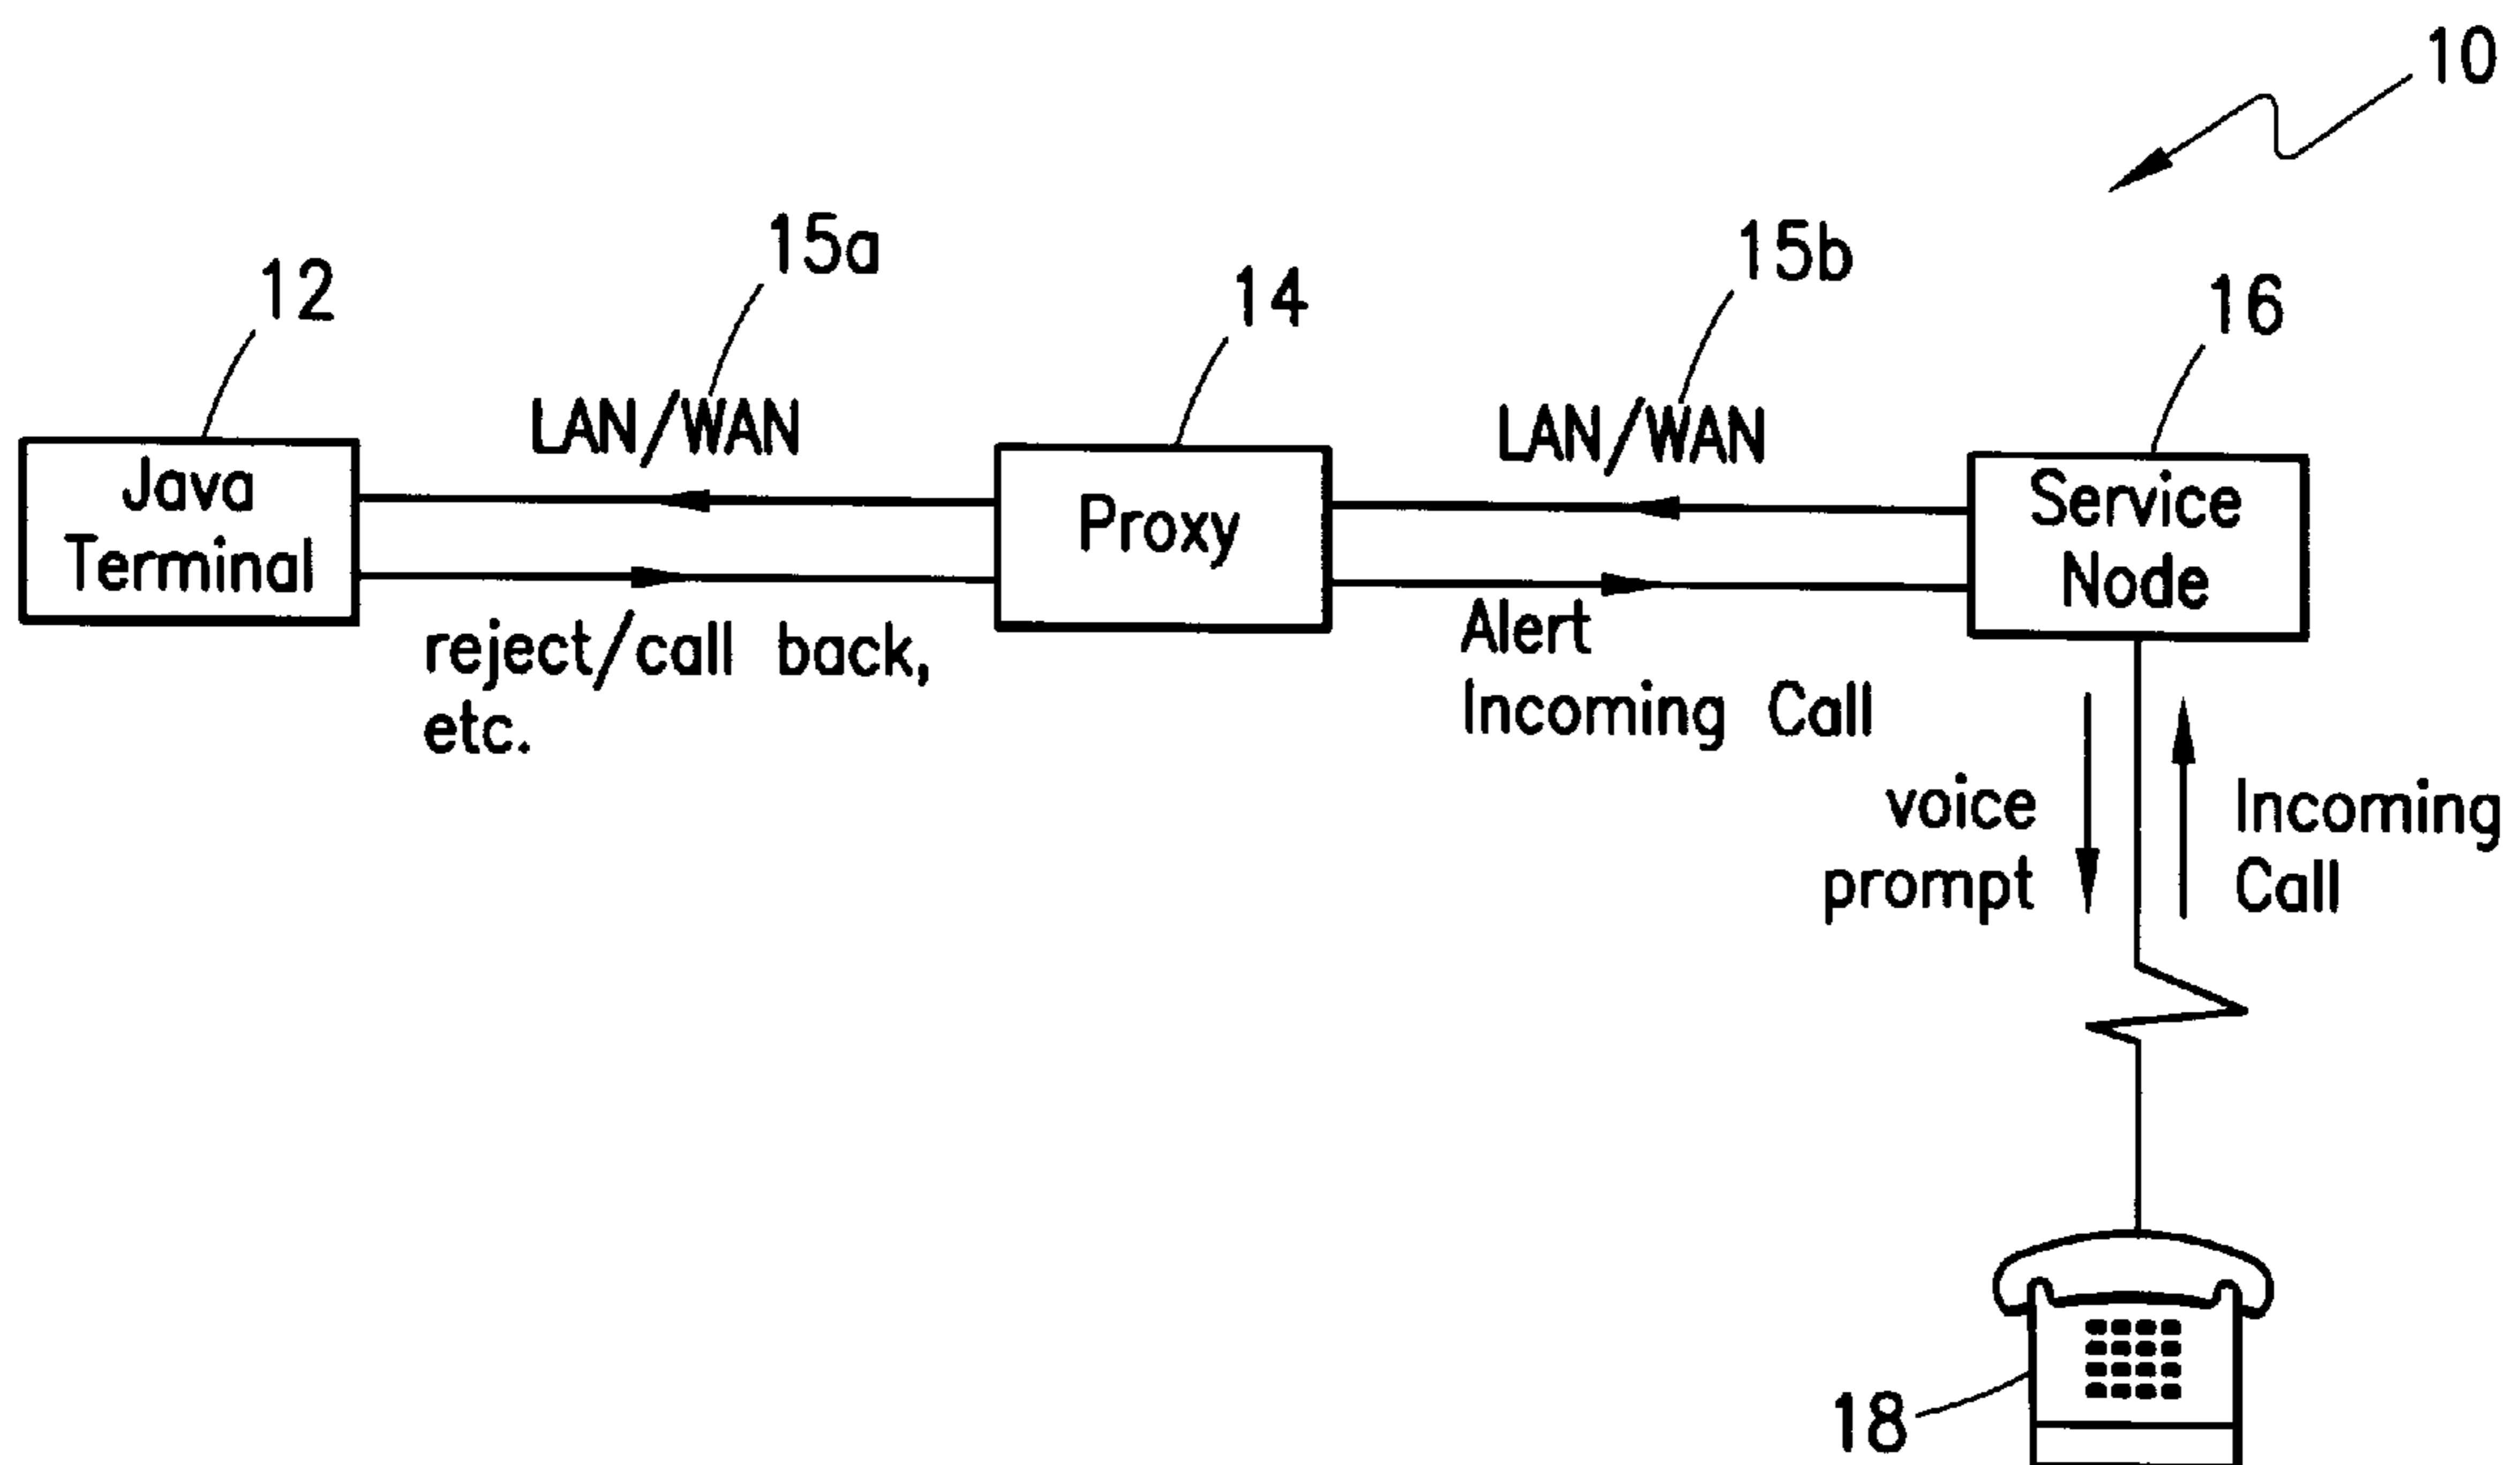 10
15a
15b
12
14
16
LAN/WAN
LAN/WAN
Java
Terminal
Proxy
Service
Node
reject/call back,
etc.
Alert
Incoming Call
voice
prompt
Incoming
Call
18